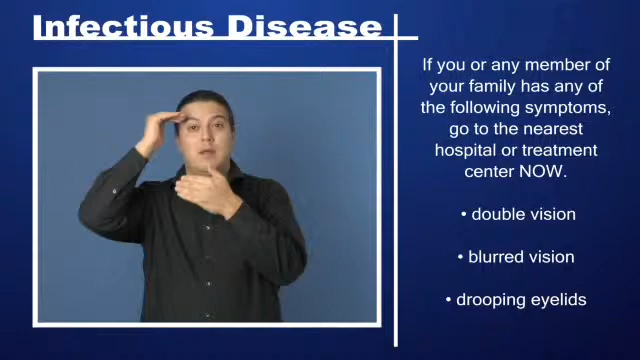 Infectious Disease
If you or any member of
your family has any of
the following symptoms,
go to the nearest
hospital or treatment
center NOW.
• double vision
• blurred vision
• drooping eyelids